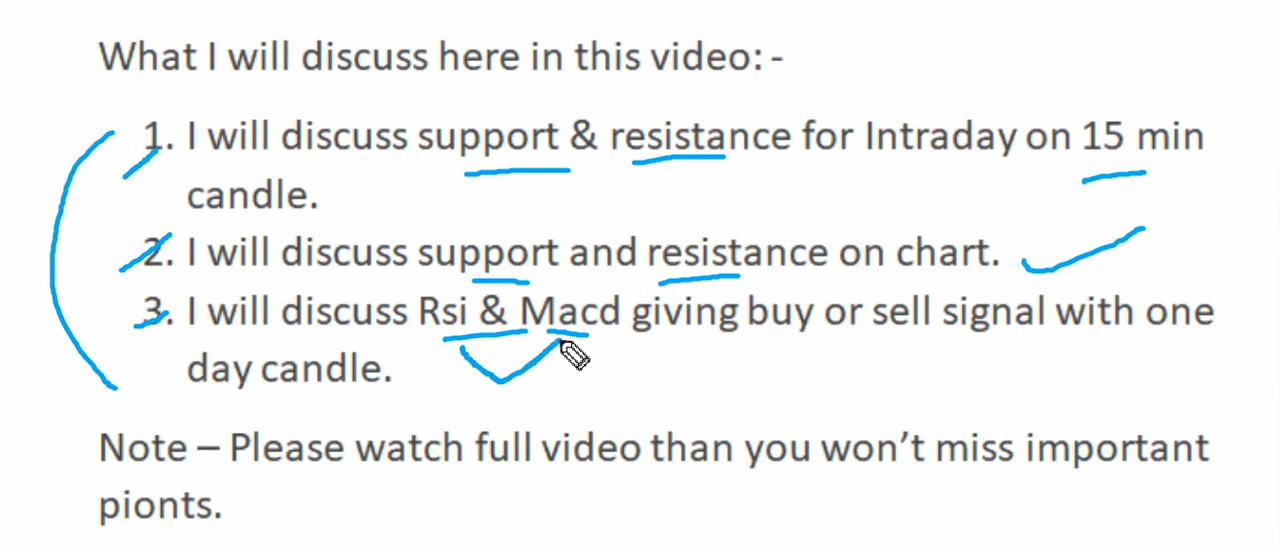 What I will discuss here in this video: -
1. I will discuss support & resistance for Intraday on 15 min
candle.
2. I will discuss support and resistance on chart.
3. I will discuss Rsi & Macd giving buy or sell signal with one
day candle.
Note – Please watch full video than you won’t miss important
pionts.